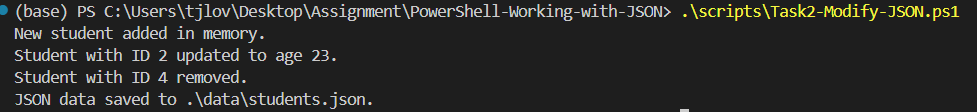 (base) PS C:\Users\tjlov\Desktop\Assignment\PowerShell-Working-with-JSON> .\scripts\Task2-Modify-JSON.ps1
New student added in memory.
Student with ID 2 updated to age 23.
Student with ID 4 removed.
JSON data saved to .\data\students.json.